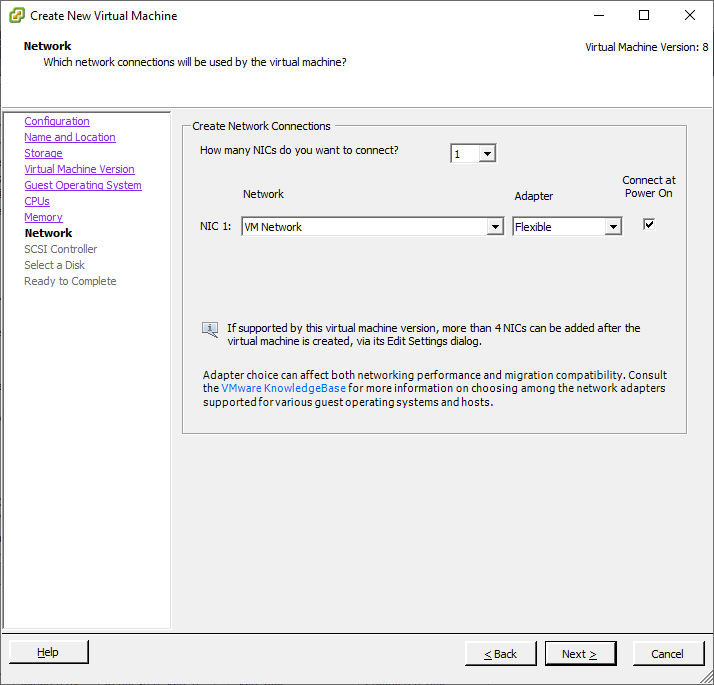 Create New Virtual Machine
Network
Which network connections will be used by the virtual machine?
Virtual Machine Version: 8
Configuration
Name and Location
Storage
Virtual Machine Version
Guest Operating System
CPUs
Memory
Network
SCSI Controller
Select a Disk
Ready to Complete
Create Network Connections
How many NICs do you want to connect?
1
Network
Adapter
Connect at
Power On
NIC 1:
VM Network
Flexible
If supported by this virtual machine version, more than 4 NICs can be added after the
virtual machine is created, via its Edit Settings dialog.
Adapter choice can affect both networking performance and migration compatibility. Consult
the VMware KnowledgeBase for more information on choosing among the network adapters
supported for various guest operating systems and hosts.
Help
< Back
Next >
Cancel